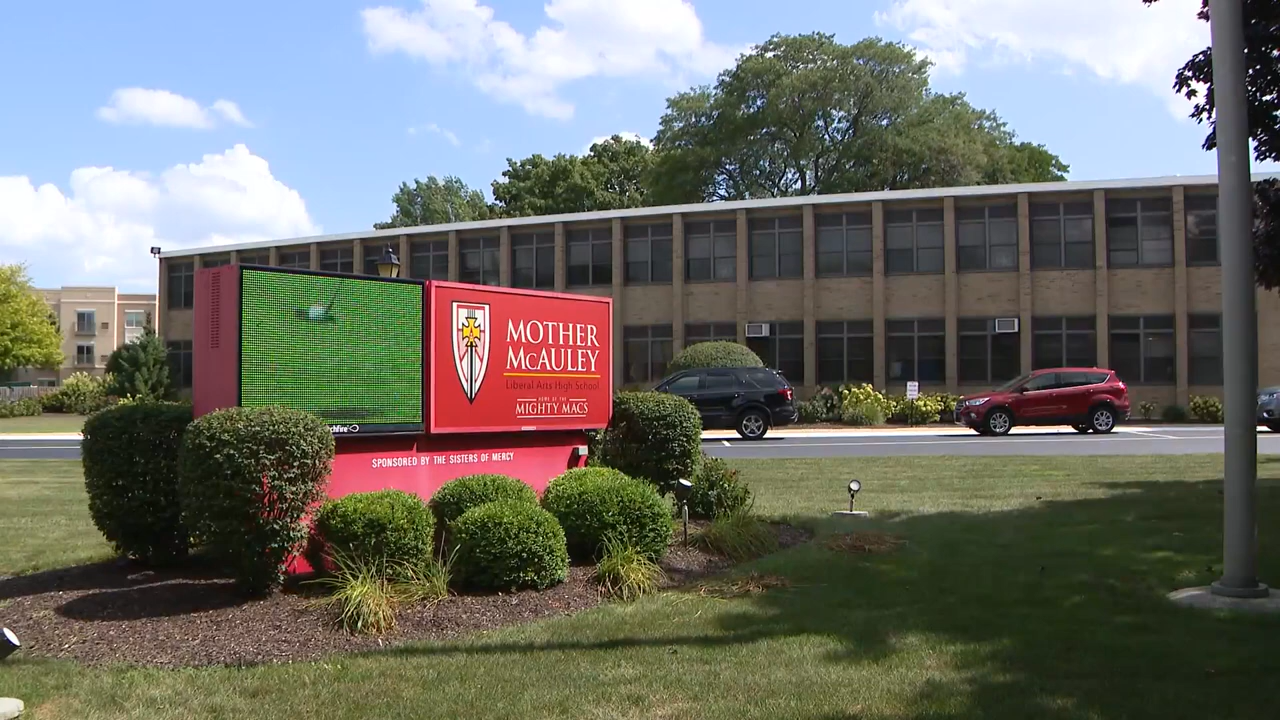 MOTHER
MCAULEY
Liberal Arts High School
HOME OF THE
MIGHTY MACS
SPONSORED BY THE SISTERS OF MERCY